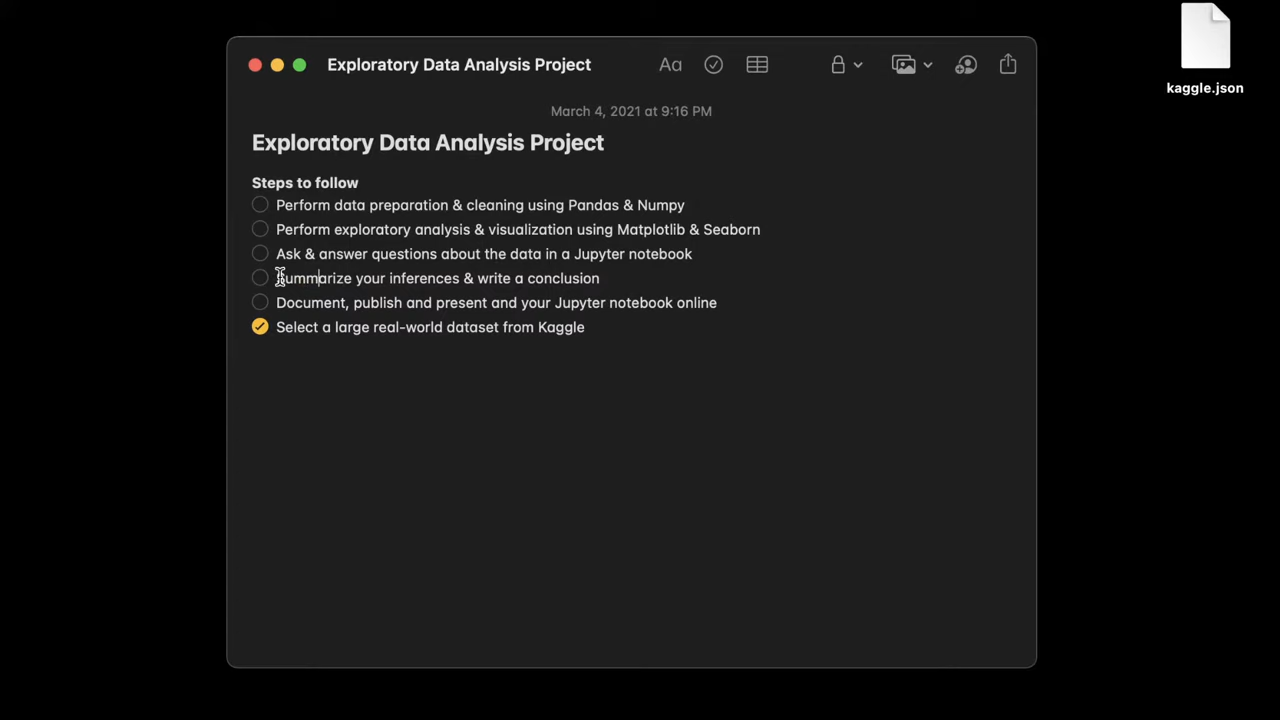 Exploratory Data Analysis Project
Aa
kaggle.json
March 4, 2021 at 9:16 PM
Exploratory Data Analysis Project
Steps to follow
Perform data preparation & cleaning using Pandas & Numpy
Perform exploratory analysis & visualization using Matplotlib & Seaborn
Ask & answer questions about the data in a Jupyter notebook
Summarize your inferences & write a conclusion
Document, publish and present and your Jupyter notebook online
Select a large real-world dataset from Kaggle